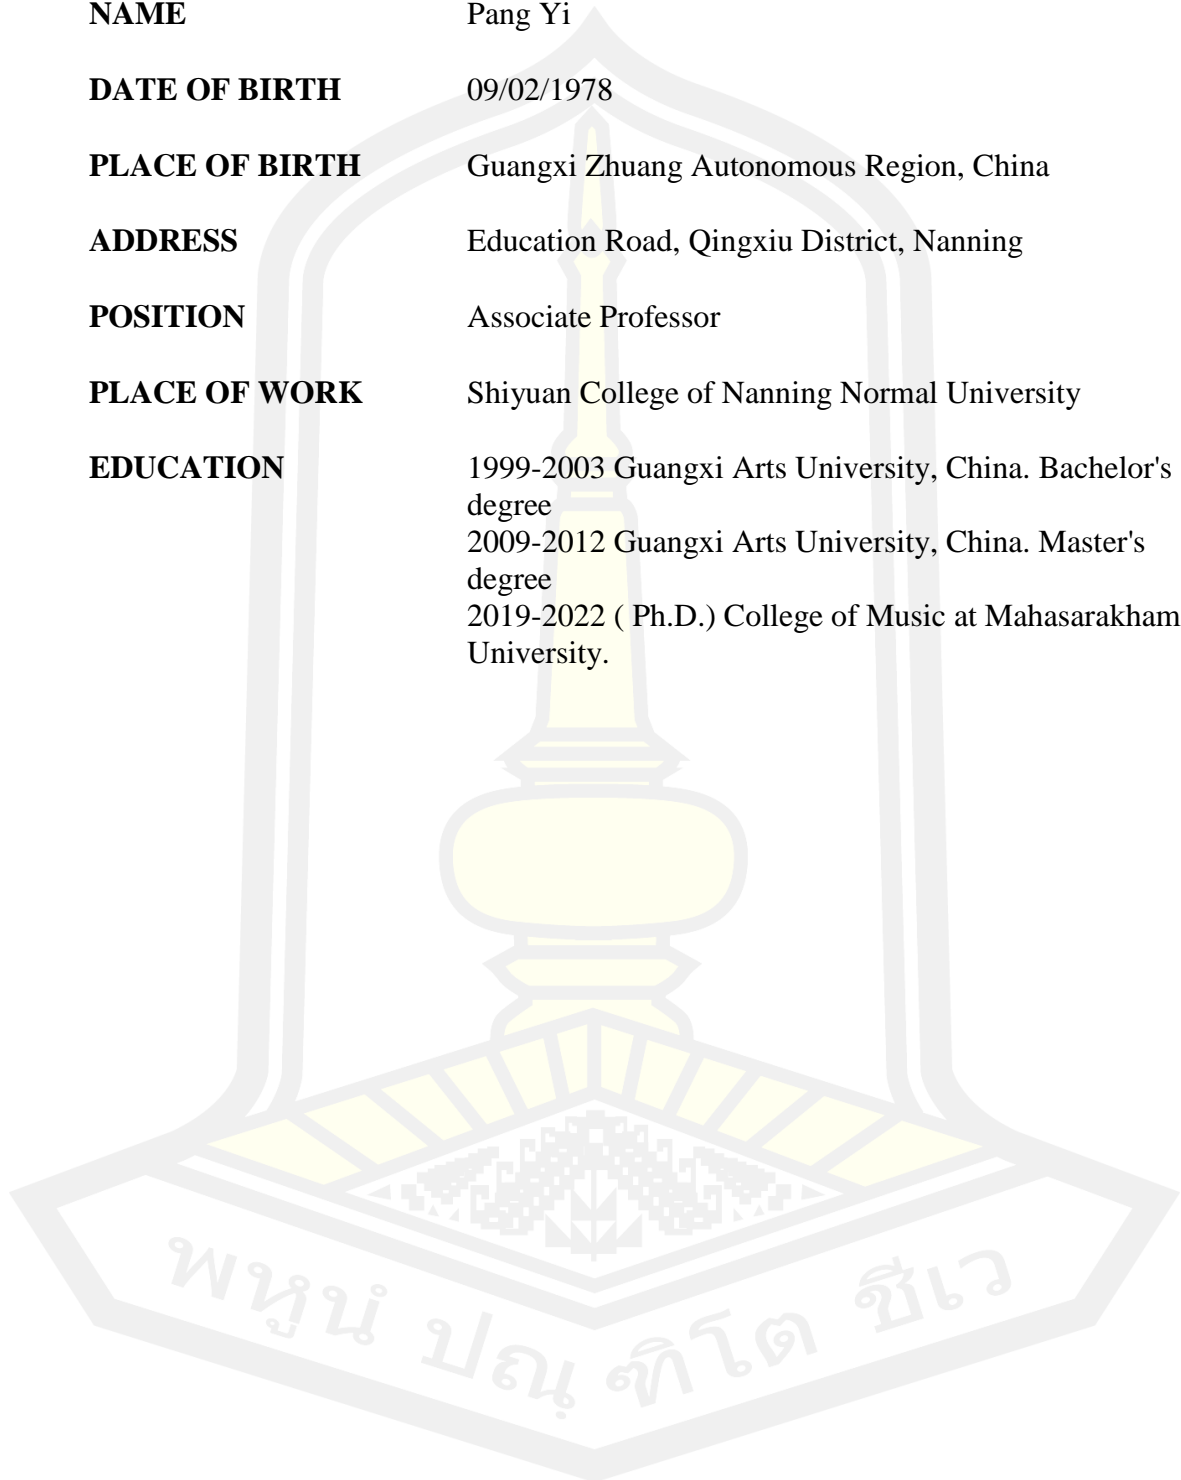 NAME Pang Yi
DATE OF BIRTH 09/02/1978
PLACE OF BIRTH Guangxi Zhuang Autonomous Region, China
ADDRESS Education Road, Qingxiu District, Nanning
POSITION Associate Professor
PLACE OF WORK Shiyuan College of Nanning Normal University
EDUCATION 1999-2003 Guangxi Arts University, China. Bachelor's
degree
2009-2012 Guangxi Arts University, China. Master's
degree
2019-2022 ( Ph.D.) College of Music at Mahasarakham
University.
พหูนํ ปณฺฑิโต ชีเว